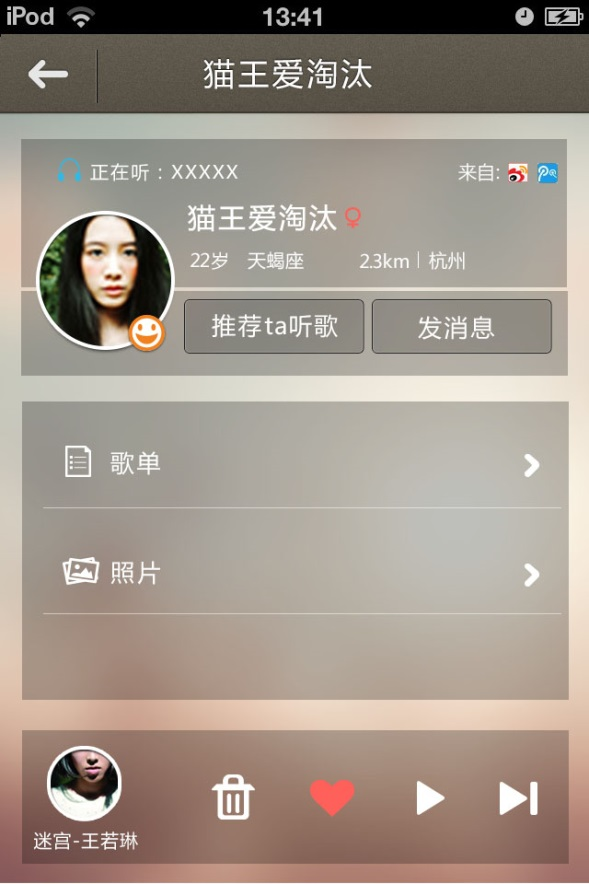 iPod 13:41
猫王爱淘汰
正在听：XXXXX 来自:
猫王爱淘汰
22岁 天蝎座 2.3km 杭州
推荐ta听歌 发消息
歌单
照片
迷宫-王若琳